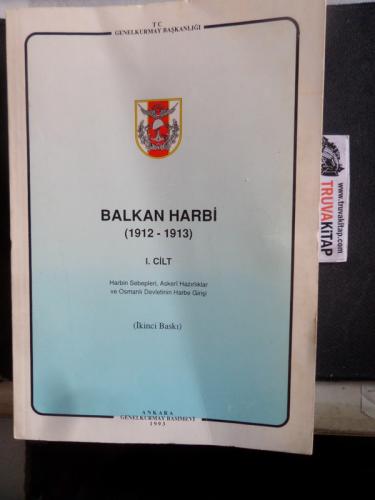 T C
GENELKURMAY BAŞKANLIĞI
BALKAN HARBİ
(1912 - 1913)
I. CİLT
Harbin Sebepleri, Askerî Hazırlıklar
ve Osmanlı Devletinin Harbe Girişi
(İkinci Baskı)
ANKARA
GENELKURMAY BASIMEVİ
1993
www.truvakitap.com
TRUVA
KİTAP